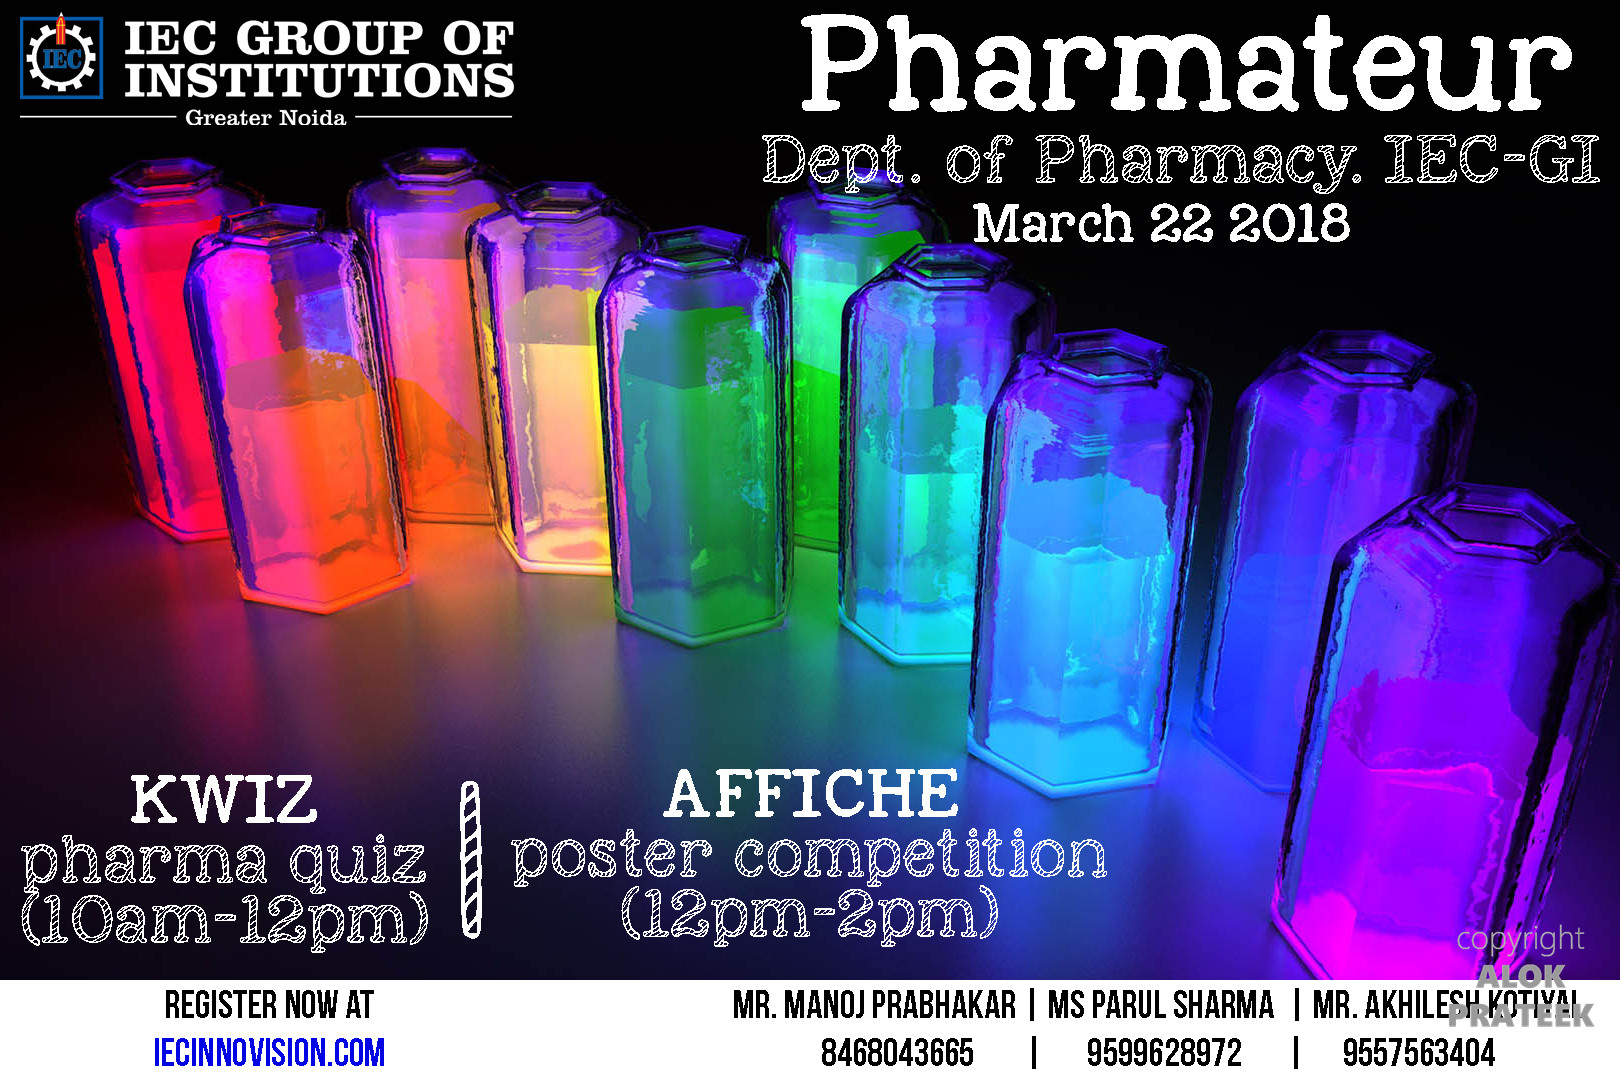 IEC GROUP OF
INSTITUTIONS
Greater Noida
IEC
Pharmateur
Dept. of Pharmacy. IEC-GI
March 22 2018
KWIZ
pharma quiz
(10am-12pm)
AFFICHE
poster competition
(12pm-2pm)
copyright
ALOK
PRATEEK
REGISTER NOW AT
IECINNOVISION.COM
MR. MANOJ PRABHAKAR | MS PARUL SHARMA | MR. AKHILESH KOTIYAL
8468043665 | 9599628972 | 9557563404